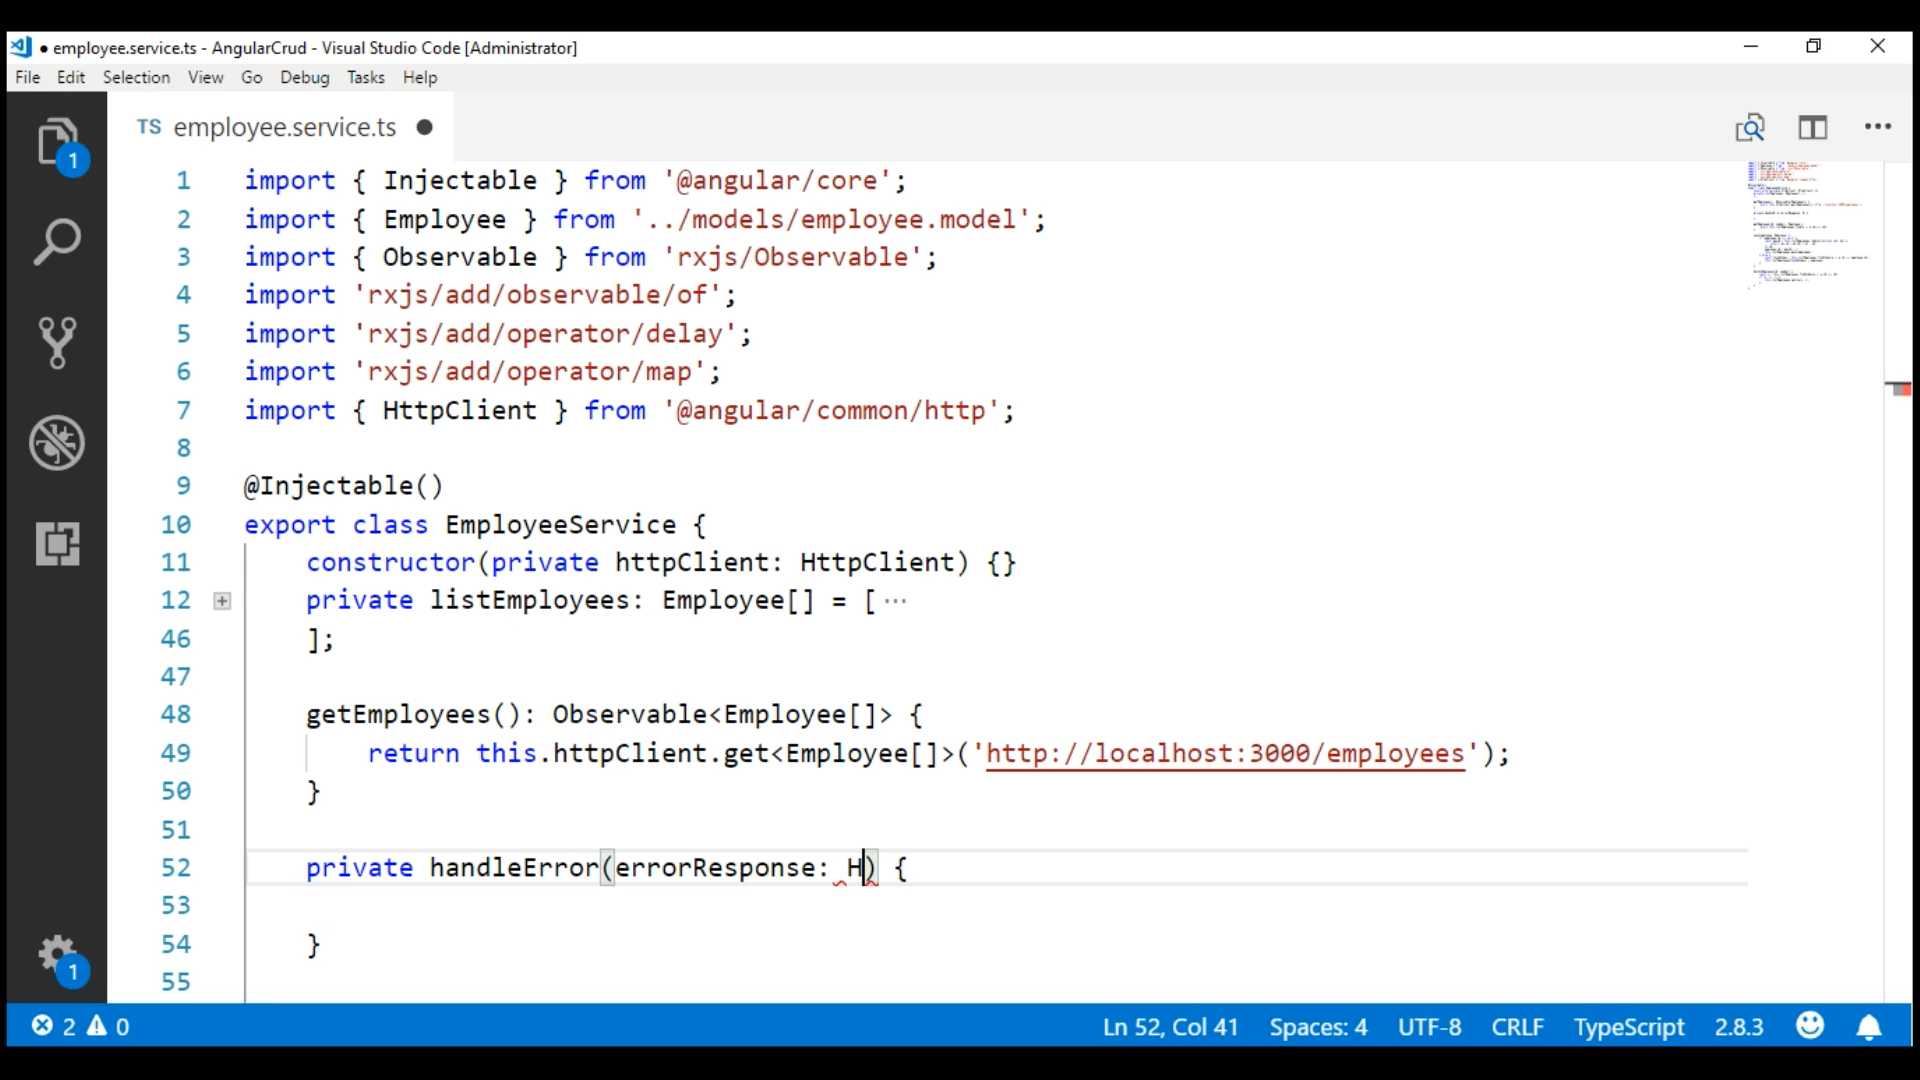 ● employee.service.ts - AngularCrud - Visual Studio Code [Administrator]
File Edit Selection View Go Debug Tasks Help
TS employee.service.ts ●
1 import { Injectable } from '@angular/core';
2 import { Employee } from '../models/employee.model';
3 import { Observable } from 'rxjs/Observable';
4 import 'rxjs/add/observable/of';
5 import 'rxjs/add/operator/delay';
6 import 'rxjs/add/operator/map';
7 import { HttpClient } from '@angular/common/http';
8
9 @Injectable()
10 export class EmployeeService {
11 constructor(private httpClient: HttpClient) {}
12 private listEmployees: Employee[] = [ ···
46 ];
47
48 getEmployees(): Observable<Employee[]> {
49 return this.httpClient.get<Employee[]>('http://localhost:3000/employees');
50 }
51
52 private handleError(errorResponse: H) {
53
54 }
55
1
1
2 0 Ln 52, Col 41 Spaces: 4 UTF-8 CRLF TypeScript 2.8.3